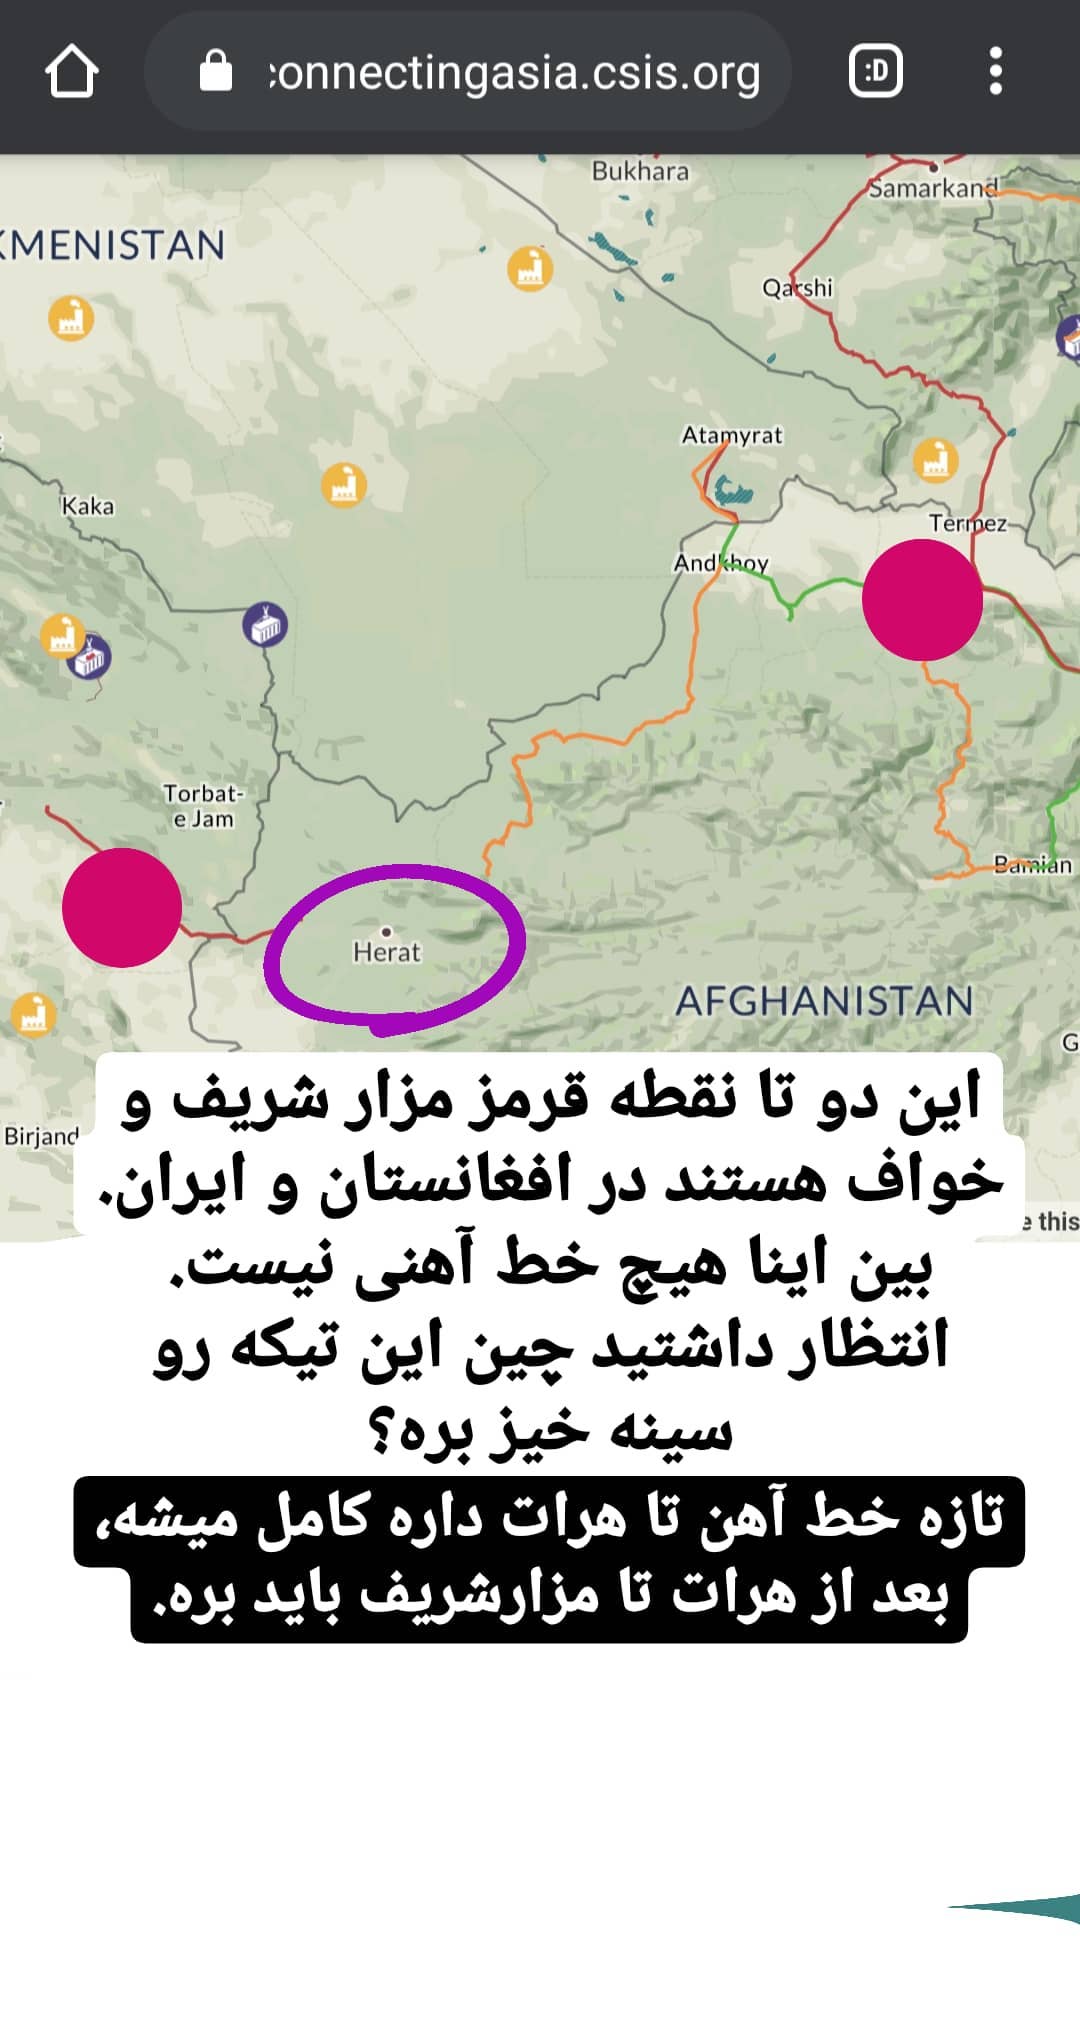 :onnectingasia.csis.org
:D
Bukhara
Samarkand
KMENISTAN
Qarshi
Atamyrat
Kaka
Termez
Andkhoy
Torbat-
e Jam
Bamian
Herat
AFGHANISTAN
G
این دو تا نقطه قرمز مزار شریف و
Birjand
خواف هستند در افغانستان و ایران.
e this
بین اینا هیچ خط آهنی نیست.
انتظار داشتید چین این تیکه رو
سینه خیز بره؟
تازه خط آهن تا هرات داره کامل میشه،
بعد از هرات تا مزارشریف باید بره.